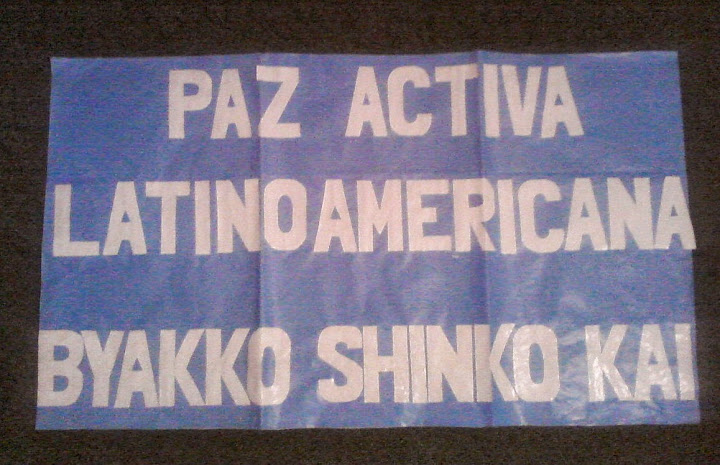 PAZ ACTIVA
LATINOAMERICANA
BYAKKO SHINKO KAI